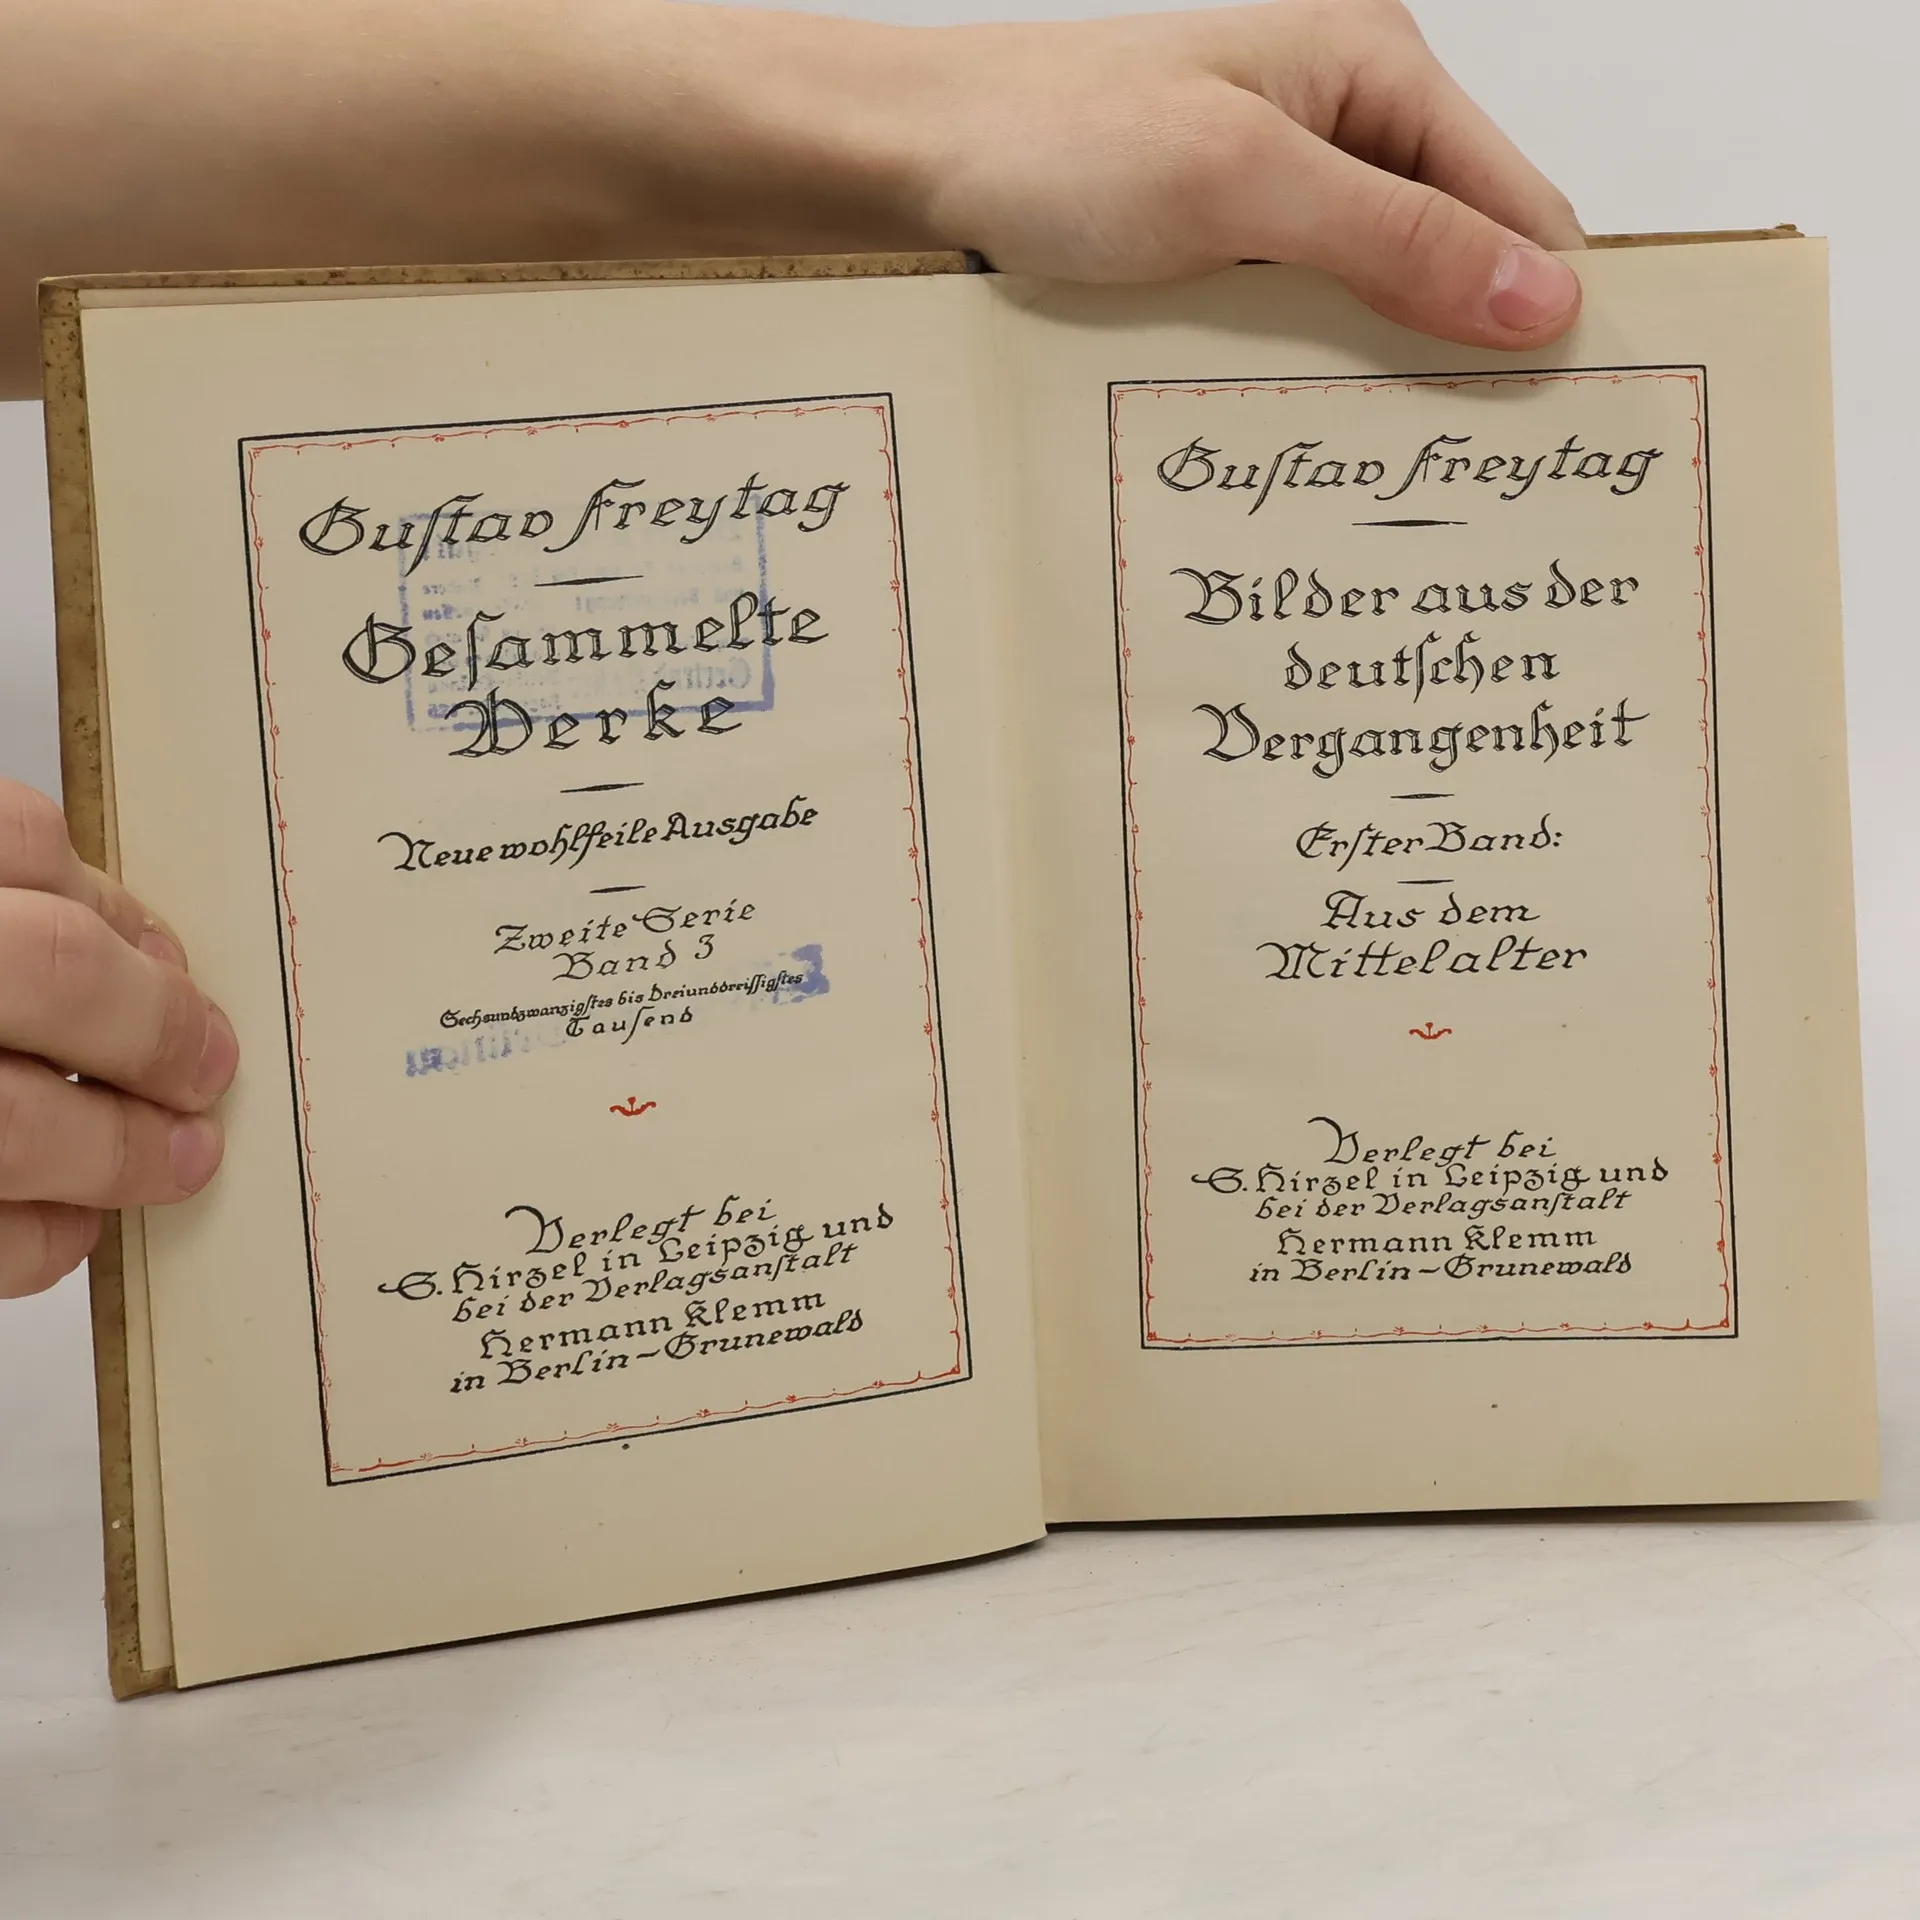 Guſtav Freytag
Geſammelte
Werke
Neue wohlfeile Ausgabe
Zweite Serie
Band 3
Sechsundzwanzigſtes bis Dreiunddreiſſigſtes
Tauſend
Verlegt bei
S. Hirzel in Leipzig und
bei der Verlagsanſtalt
Hermann Klemm
in Berlin-Grunewald
Guſtav Freytag
Bilder aus der
deutſchen
Vergangenheit
Erſter Band:
Aus dem
Mittelalter
Verlegt bei
S. Hirzel in Leipzig und
bei der Verlagsanſtalt
Hermann Klemm
in Berlin-Grunewald